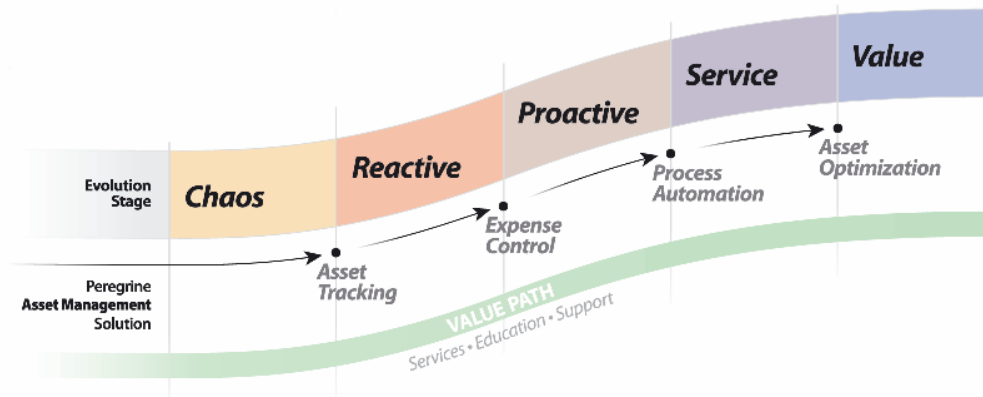 Evolution
Stage
Chaos
Reactive
Proactive
Service
Value
Peregrine
Asset Management
Solution
Asset
Tracking
Expense
Control
Process
Automation
Asset
Optimization
VALUE PATH
Services • Education • Support